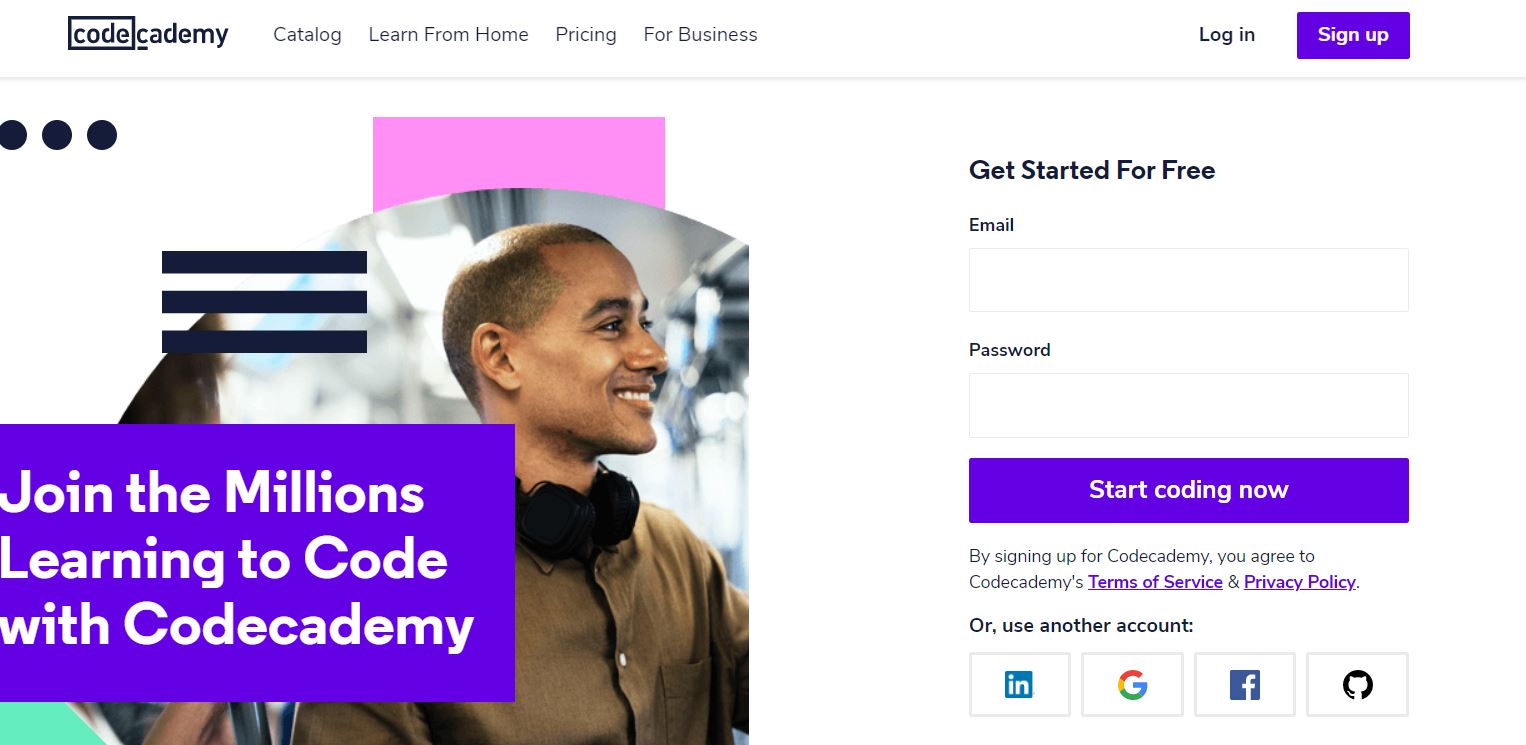 codecademy
Catalog Learn From Home Pricing For Business Log in Sign up
Join the Millions
Learning to Code
with Codecademy
Get Started For Free
Email
Password
Start coding now
By signing up for Codecademy, you agree to
Codecademy's Terms of Service & Privacy Policy.
Or, use another account:
in
G
f